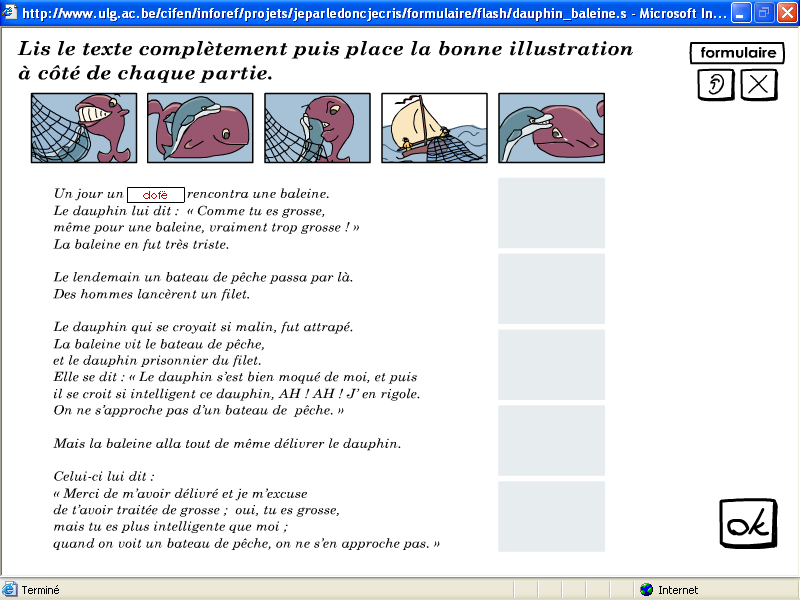 http://www.ulg.ac.be/cifen/inforef/projets/jeparledoncjecris/formulaire/flash/dauphin_baleine.s - Microsoft In...
Lis le texte complètement puis place la bonne illustration
à côté de chaque partie.
formulaire
Un jour un dofẽ rencontra une baleine.
Le dauphin lui dit : « Comme tu es grosse,
même pour une baleine, vraiment trop grosse ! »
La baleine en fut très triste.
Le lendemain un bateau de pêche passa par là.
Des hommes lancèrent un filet.
Le dauphin qui se croyait si malin, fut attrapé.
La baleine vit le bateau de pêche,
et le dauphin prisonnier du filet.
Elle se dit : « Le dauphin s'est bien moqué de moi, et puis
il se croit si intelligent ce dauphin, AH ! AH ! J' en rigole.
On ne s'approche pas d'un bateau de pêche. »
Mais la baleine alla tout de même délivrer le dauphin.
Celui-ci lui dit :
« Merci de m'avoir délivré et je m'excuse
de t'avoir traitée de grosse ; oui, tu es grosse,
mais tu es plus intelligente que moi ;
quand on voit un bateau de pêche, on ne s'en approche pas. »
ok
Terminé
Internet